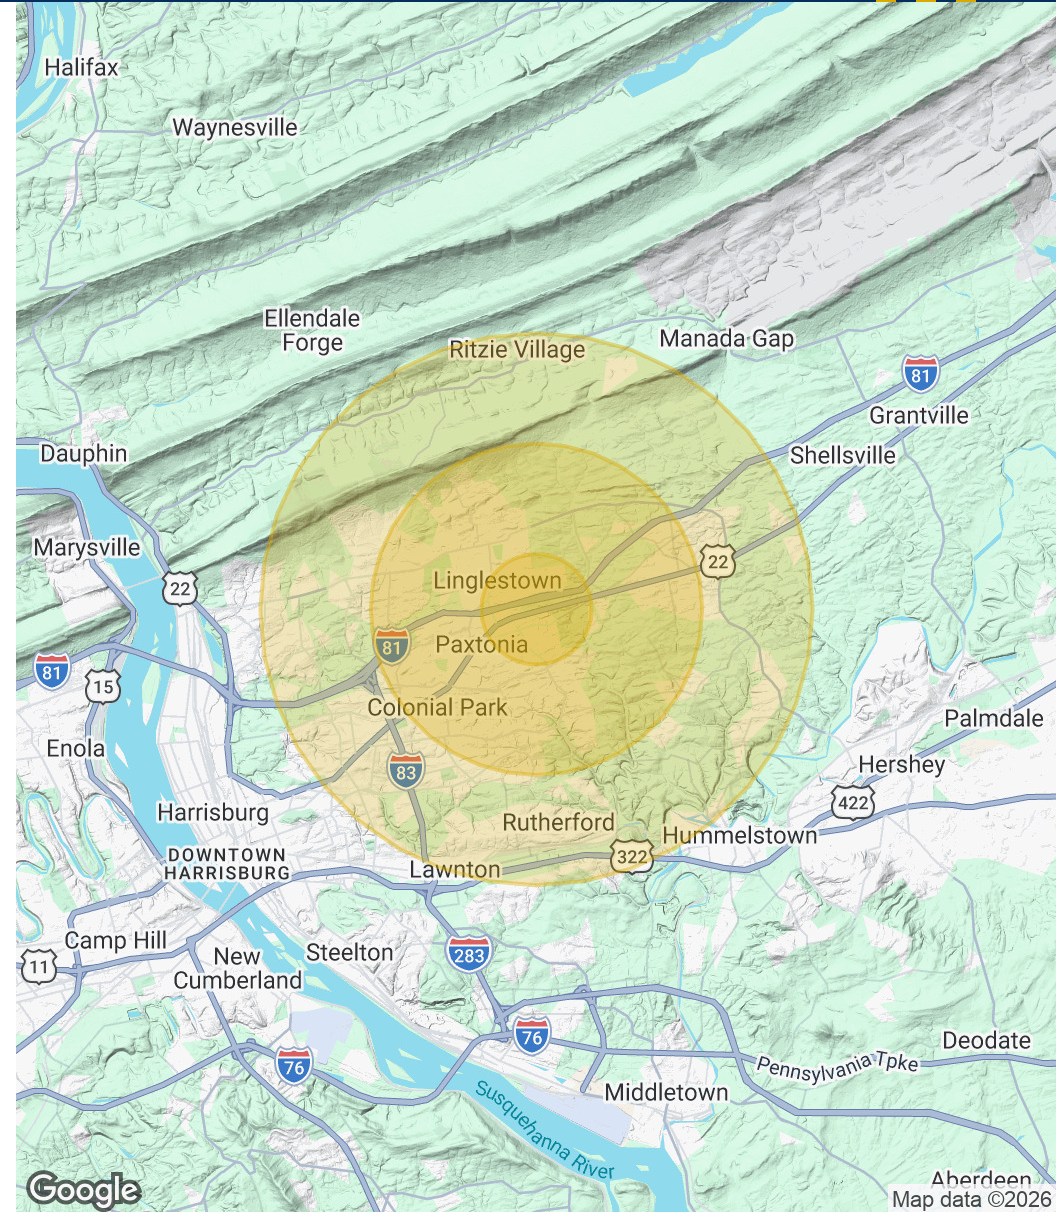 Halifax
Waynesville
Ellendale
Forge
Ritzie Village
Manada Gap
81
Grantville
Dauphin
Shellsville
Marysville
22
22
Linglestown
81
Paxtonia
81
15
Colonial Park
Palmdale
Enola
83
Hershey
422
Harrisburg
Rutherford
Hummelstown
322
DOWNTOWN
HARRISBURG
Lawnton
Camp Hill
11
New
Cumberland
Steelton
283
76
Deodate
76
Pennsylvania Tpke
Middletown
Susquehanna River
Aberdeen
Google
Map data ©2026